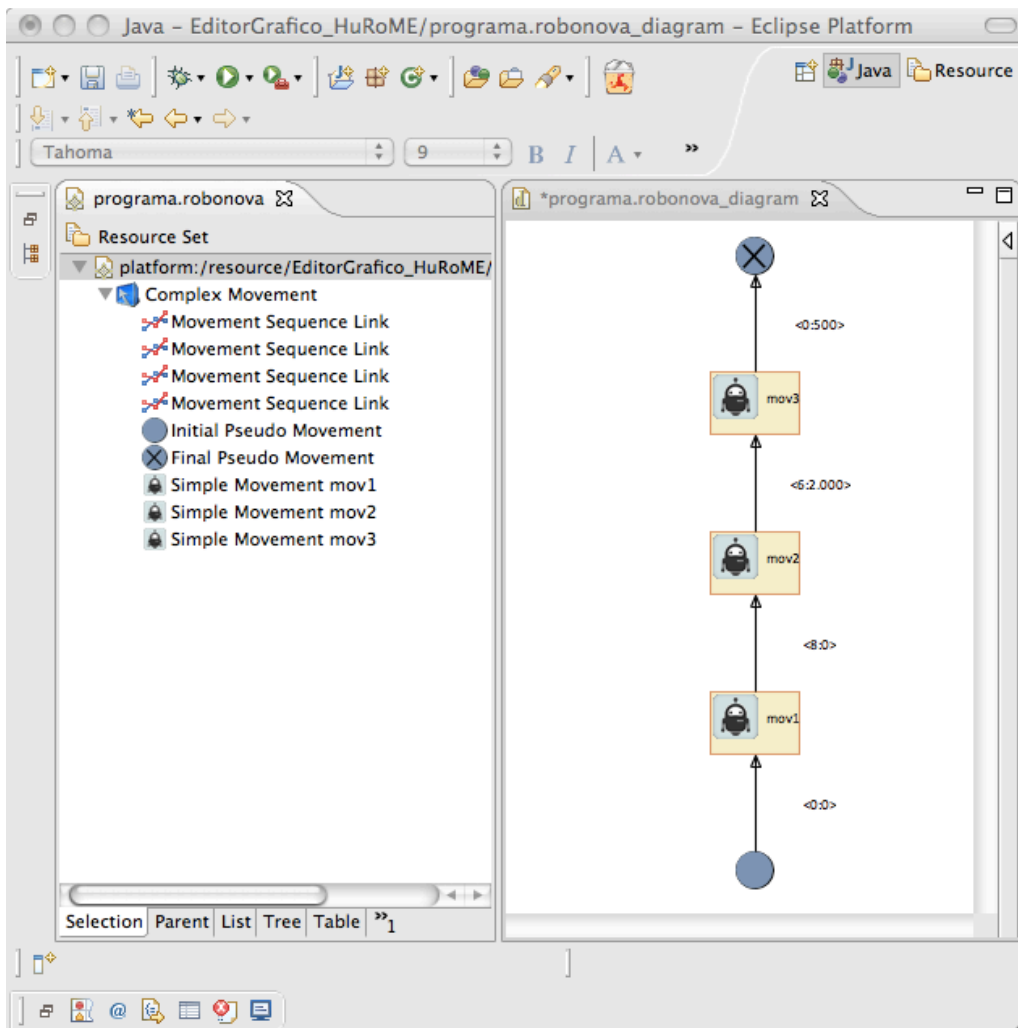 Java – EditorGrafico_HuRoME/programa.robonova_diagram – Eclipse Platform
Java Resource
Tahoma 9 B I A »
programa.robonova
*programa.robonova_diagram
Resource Set
platform:/resource/EditorGrafico_HuRoME/
Complex Movement
Movement Sequence Link
Movement Sequence Link
Movement Sequence Link
Movement Sequence Link
Initial Pseudo Movement
Final Pseudo Movement
Simple Movement mov1
Simple Movement mov2
Simple Movement mov3
Selection Parent List Tree Table »1
<0:500>
mov3
<6:2.000>
mov2
<8:0>
mov1
<0:0>